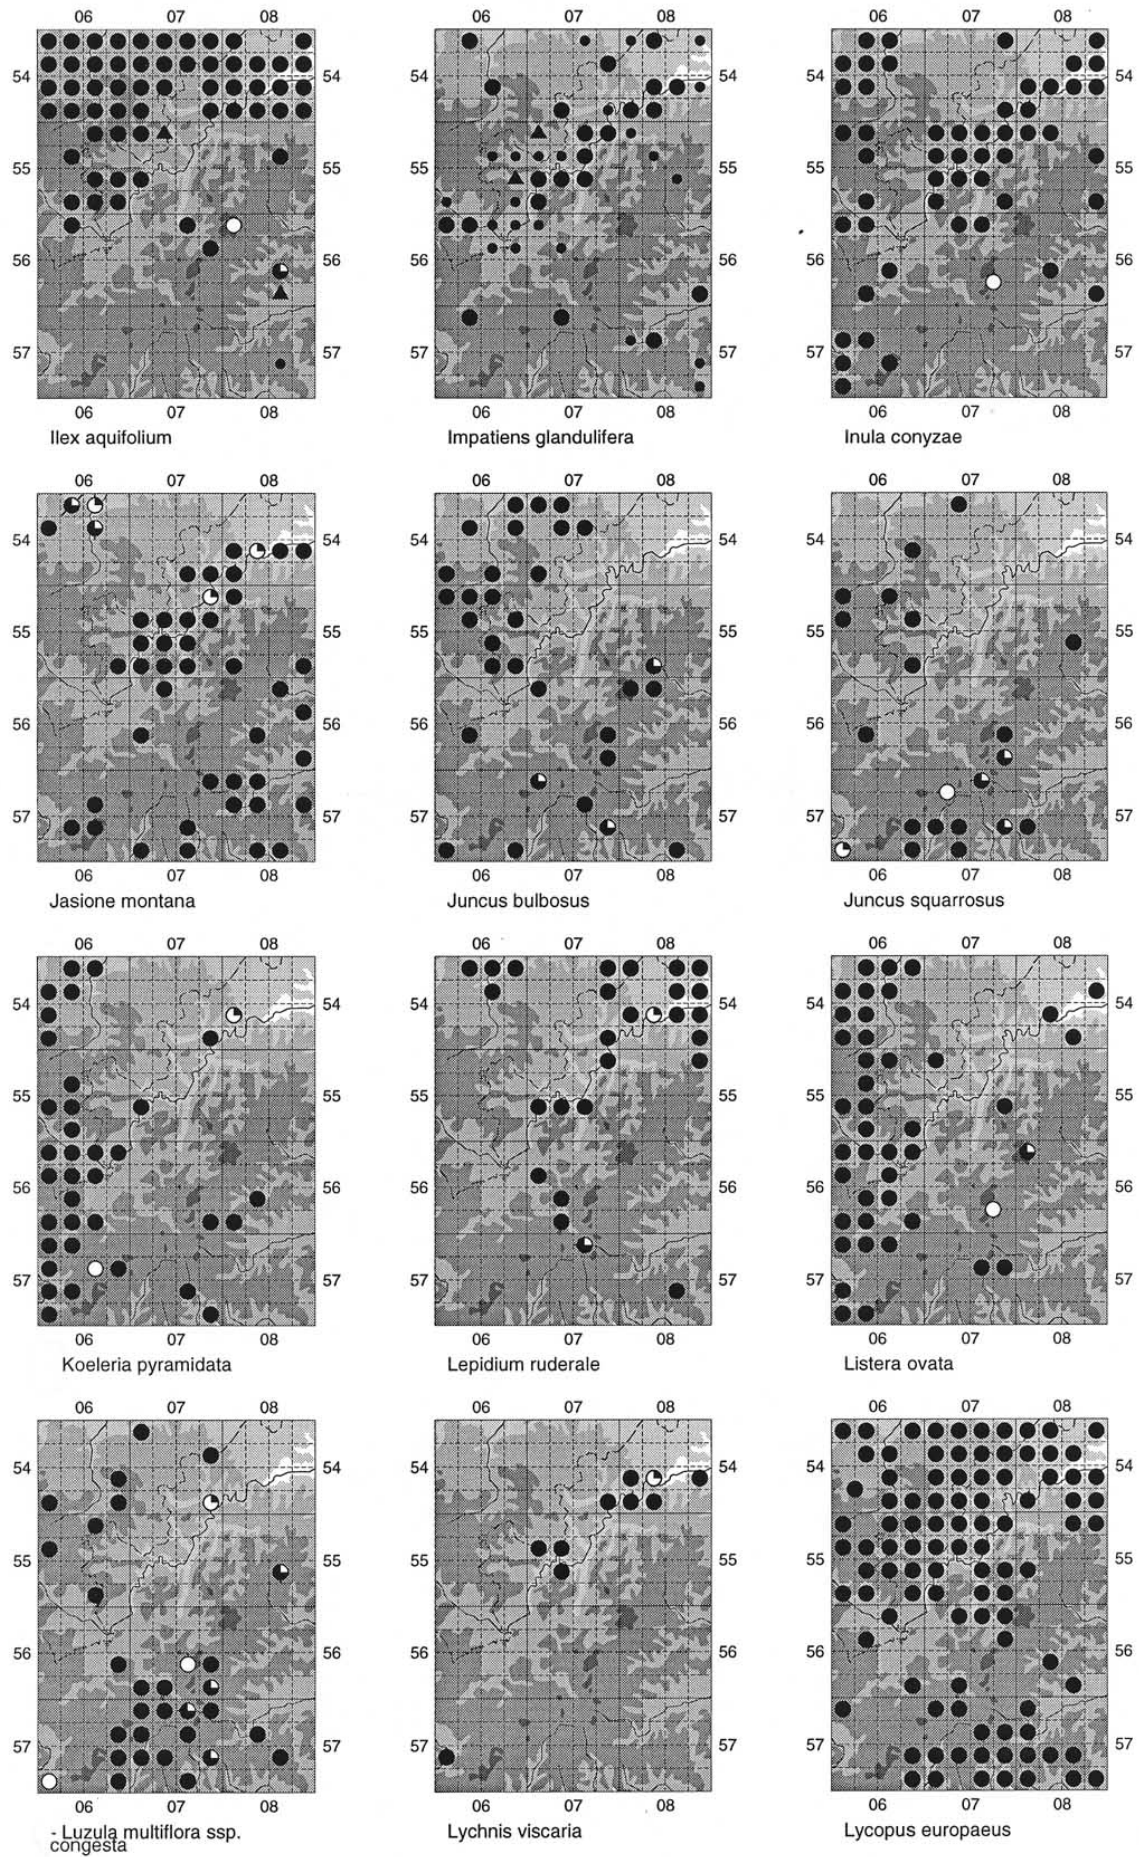 06 07 08 06 07 08 06 07 08
54 54 54 54 54 54
55 55 55 55 55 55
56 56 56 56 56 56
57 57 57 57 57 57
06 07 08 06 07 08 06 07 08
Ilex aquifolium Impatiens glandulifera Inula conyzae
06 07 08 06 07 08 06 07 08
54 54 54 54 54 54
55 55 55 55 55 55
56 56 56 56 56 56
57 57 57 57 57 57
06 07 08 06 07 08 06 07 08
Jasione montana Juncus bulbosus Juncus squarrosus
06 07 08 06 07 08 06 07 08
54 54 54 54 54 54
55 55 55 55 55 55
56 56 56 56 56 56
57 57 57 57 57 57
06 07 08 06 07 08 06 07 08
Koeleria pyramidata Lepidium ruderale Listera ovata
06 07 08 06 07 08 06 07 08
54 54 54 54 54 54
55 55 55 55 55 55
56 56 56 56 56 56
57 57 57 57 57 57
06 07 08 06 07 08 06 07 08
- Luzula multiflora ssp. Lychnis viscaria Lycopus europaeus
congesta